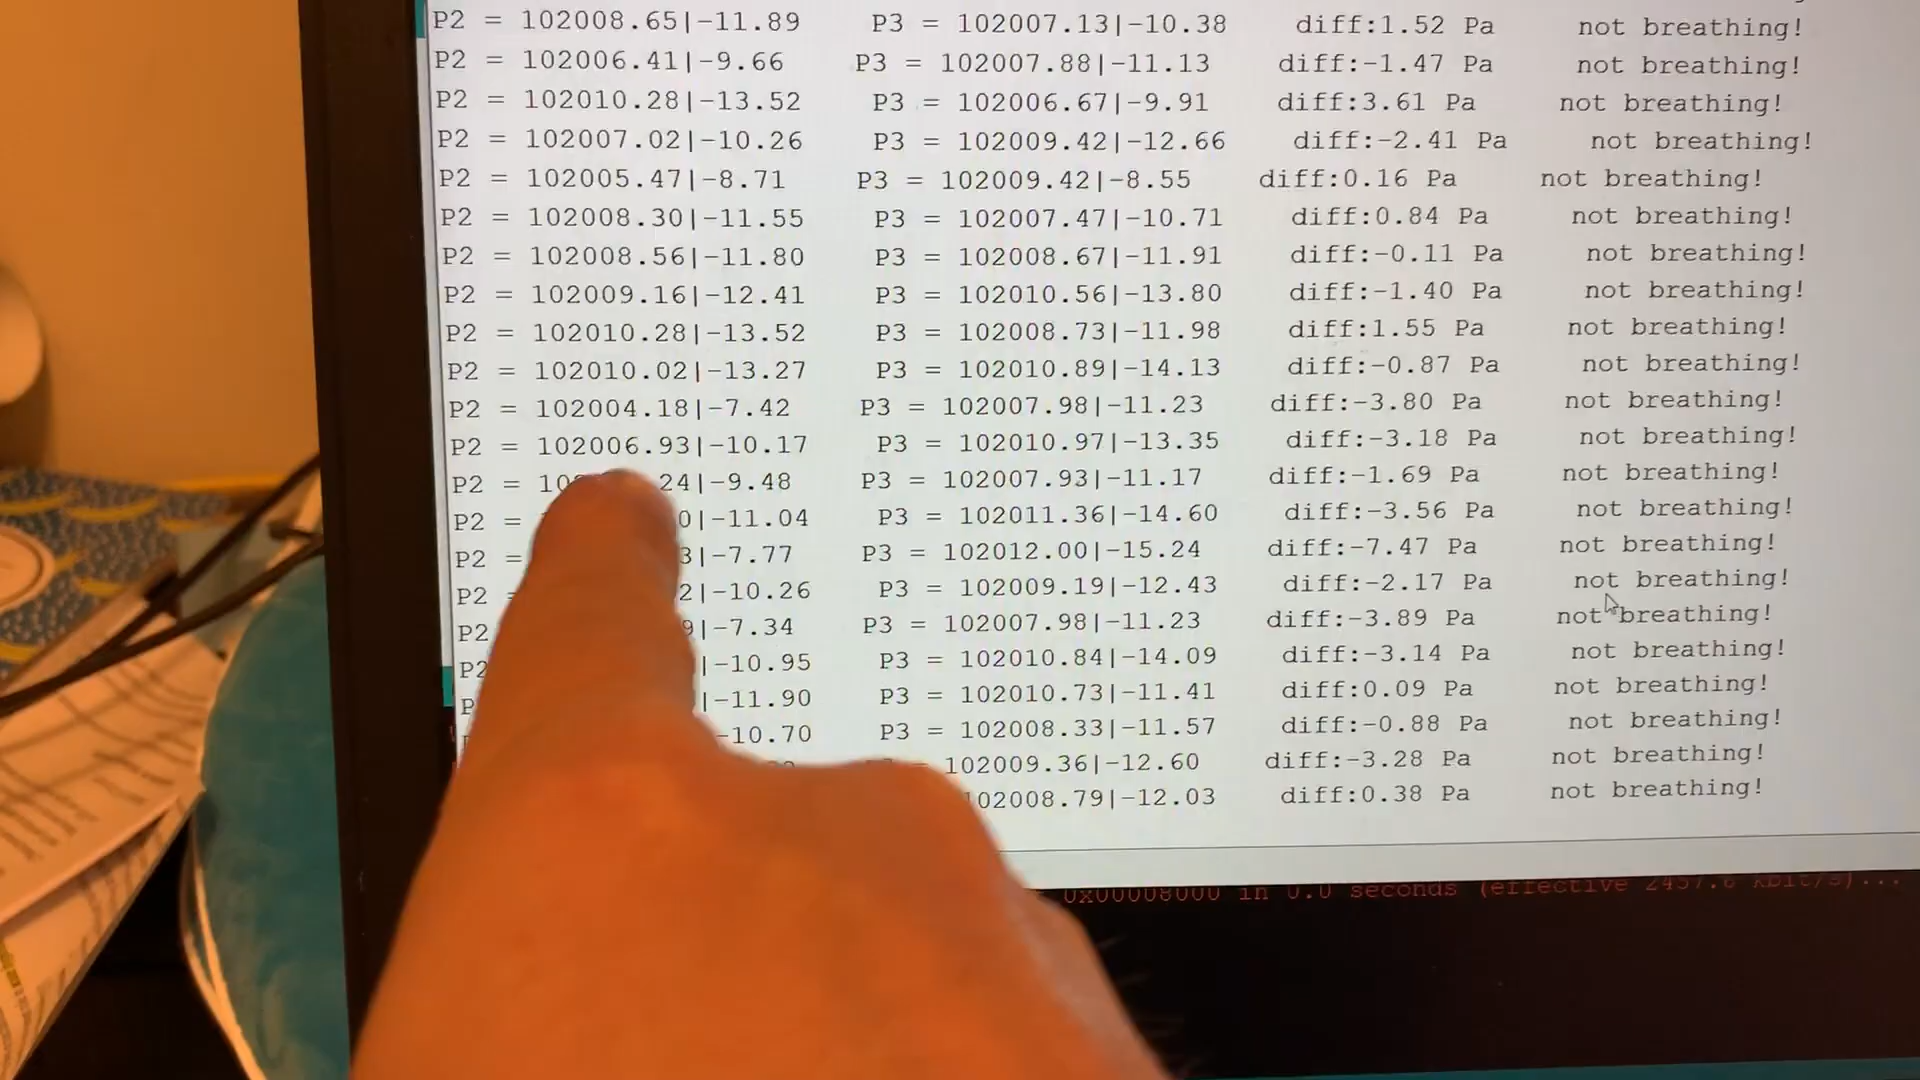 P2 = 102008.65|-11.89 P3 = 102007.13|-10.38 diff:1.52 Pa not breathing!
P2 = 102006.41|-9.66 P3 = 102007.88|-11.13 diff:-1.47 Pa not breathing!
P2 = 102010.28|-13.52 P3 = 102006.67|-9.91 diff:3.61 Pa not breathing!
P2 = 102007.02|-10.26 P3 = 102009.42|-12.66 diff:-2.41 Pa not breathing!
P2 = 102005.47|-8.71 P3 = 102009.42|-8.55 diff:0.16 Pa not breathing!
P2 = 102008.30|-11.55 P3 = 102007.47|-10.71 diff:0.84 Pa not breathing!
P2 = 102008.56|-11.80 P3 = 102008.67|-11.91 diff:-0.11 Pa not breathing!
P2 = 102009.16|-12.41 P3 = 102010.56|-13.80 diff:-1.40 Pa not breathing!
P2 = 102010.28|-13.52 P3 = 102008.73|-11.98 diff:1.55 Pa not breathing!
P2 = 102010.02|-13.27 P3 = 102010.89|-14.13 diff:-0.87 Pa not breathing!
P2 = 102004.18|-7.42 P3 = 102007.98|-11.23 diff:-3.80 Pa not breathing!
P2 = 102006.93|-10.17 P3 = 102010.97|-13.35 diff:-3.18 Pa not breathing!
P2 = 24|-9.48 P3 = 102007.93|-11.17 diff:-1.69 Pa not breathing!
P2 = 0|-11.04 P3 = 102011.36|-14.60 diff:-3.56 Pa not breathing!
P2 = 3|-7.77 P3 = 102012.00|-15.24 diff:-7.47 Pa not breathing!
P2 2|-10.26 P3 = 102009.19|-12.43 diff:-2.17 Pa not breathing!
P2 9|-7.34 P3 = 102007.98|-11.23 diff:-3.89 Pa not breathing!
P2 |-10.95 P3 = 102010.84|-14.09 diff:-3.14 Pa not breathing!
|-11.90 P3 = 102010.73|-11.41 diff:0.09 Pa not breathing!
-10.70 P3 = 102008.33|-11.57 diff:-0.88 Pa not breathing!
= 102009.36|-12.60 diff:-3.28 Pa not breathing!
02008.79|-12.03 diff:0.38 Pa not breathing!
0x00008000 in 0.0 seconds (effective 2457.6 kbit/s)...